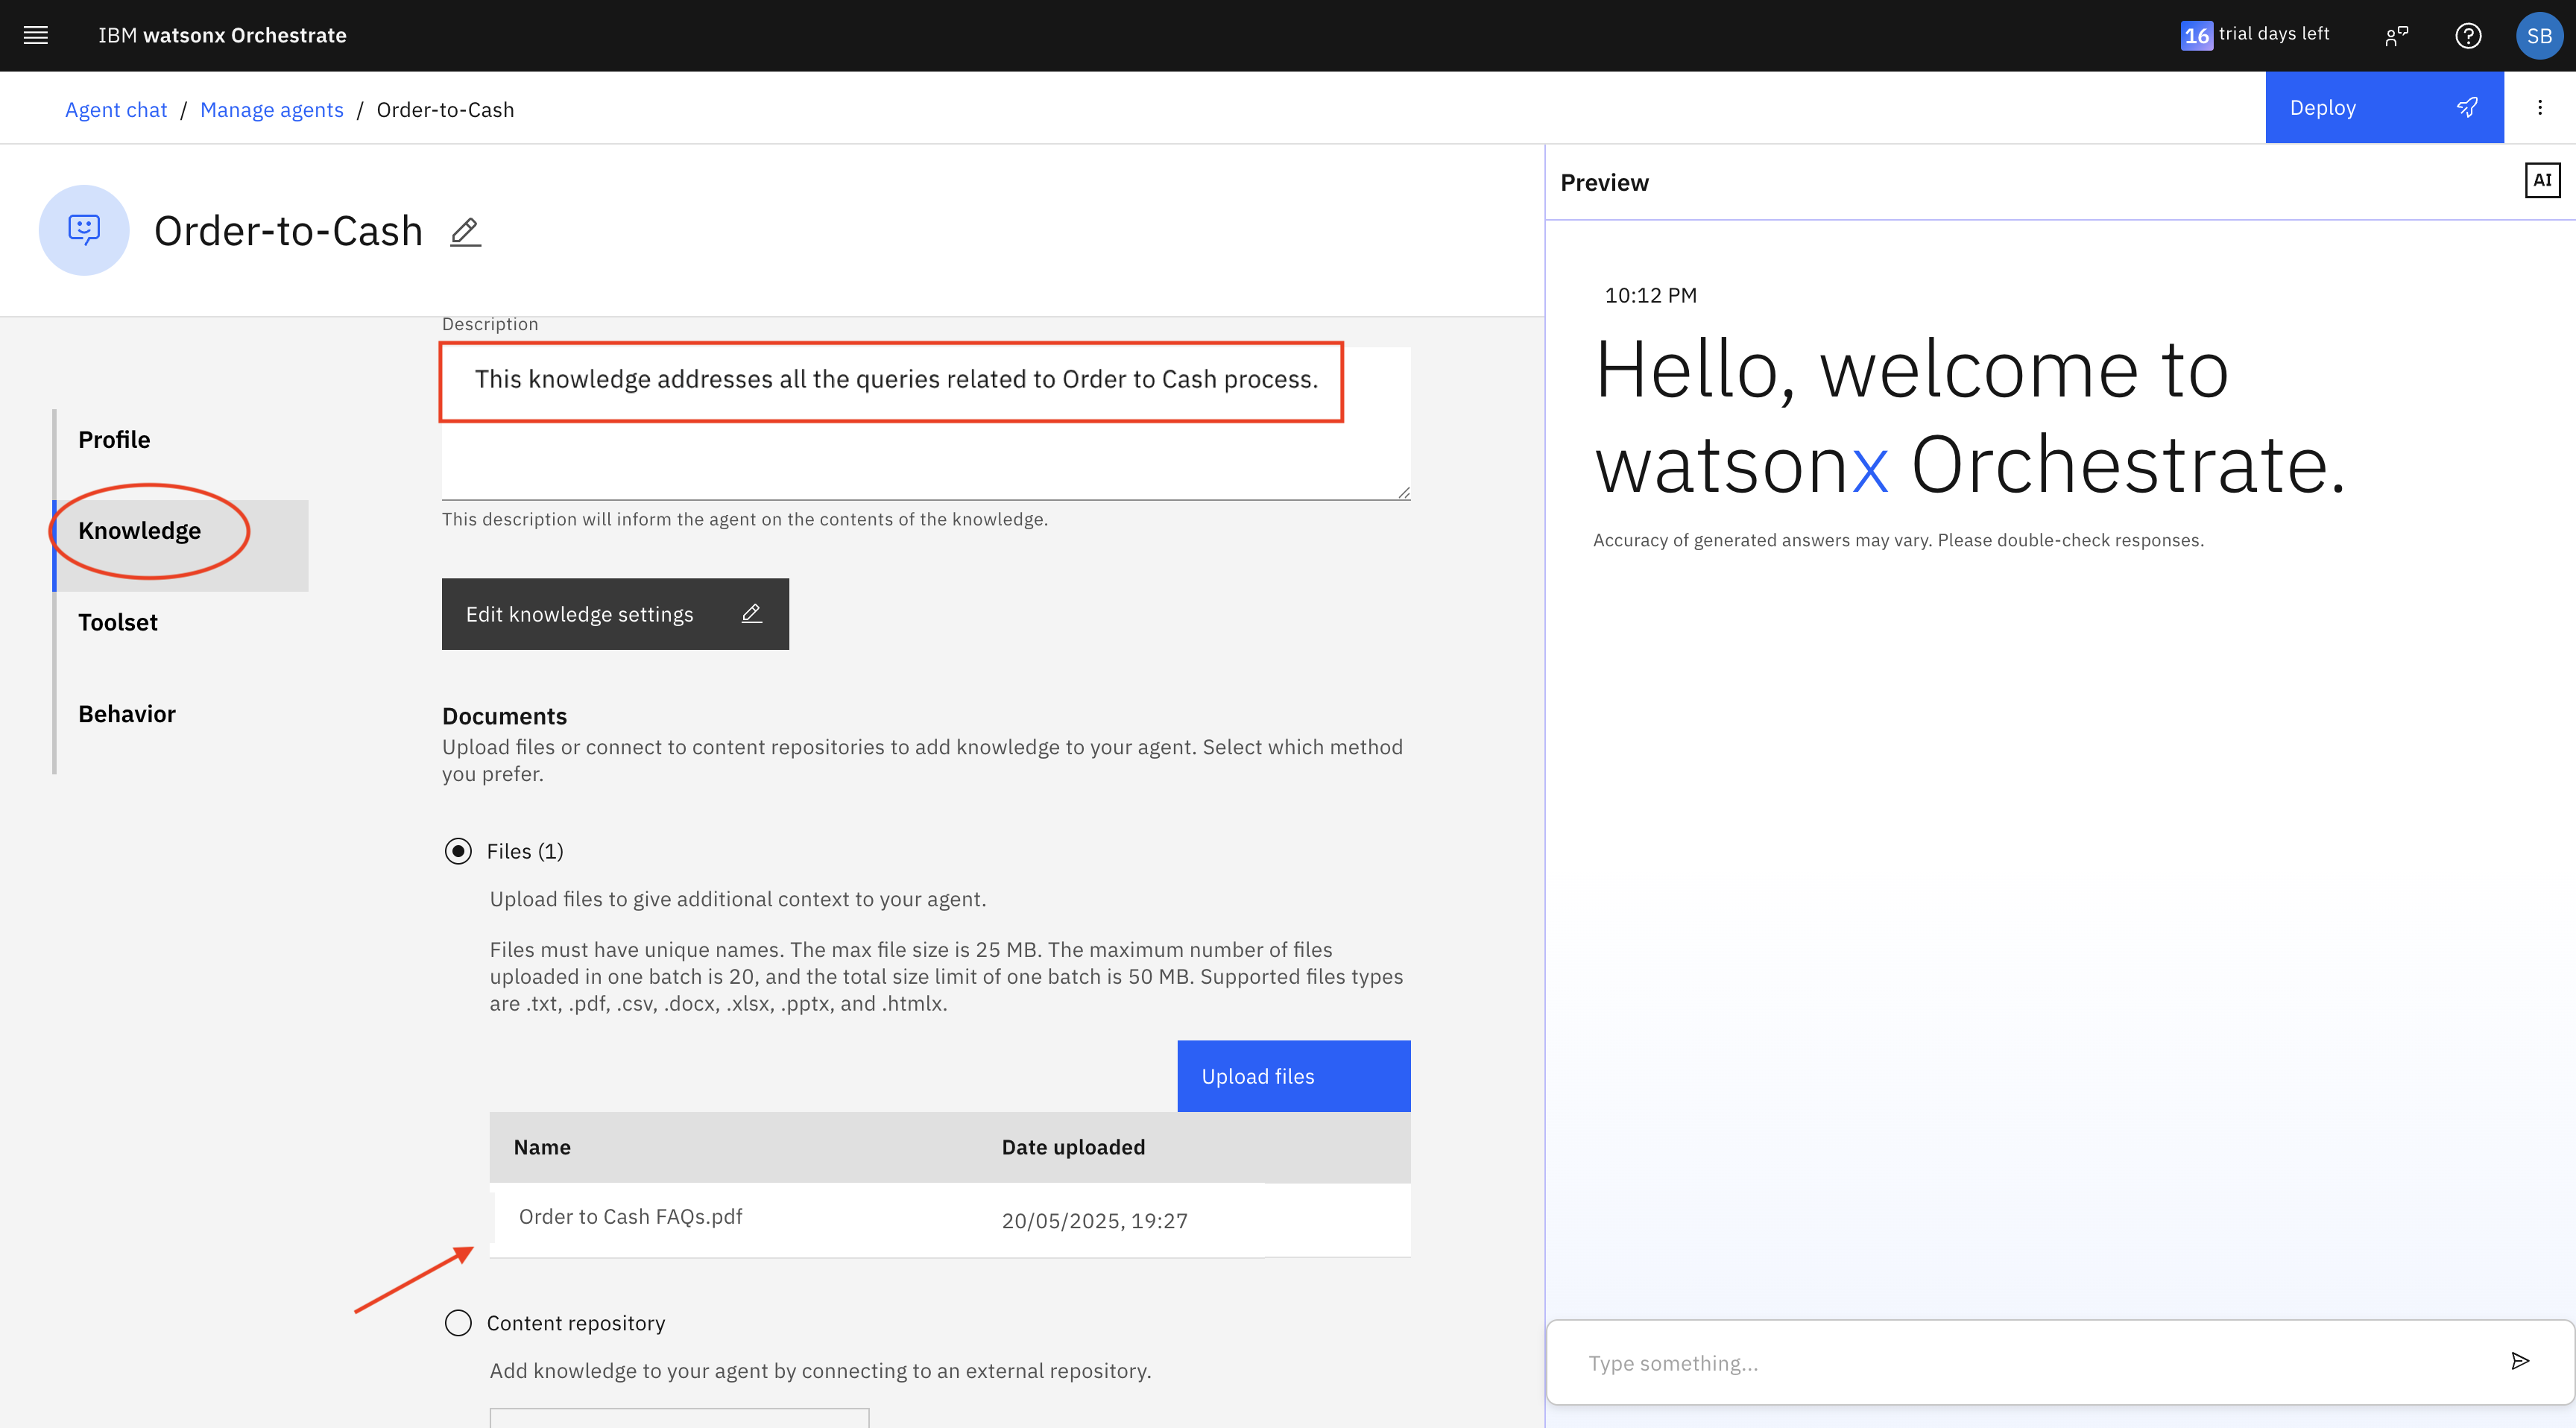 IBM watsonx Orchestrate
16 trial days left
SB
Agent chat / Manage agents / Order-to-Cash
Deploy
Order-to-Cash
Description
This knowledge addresses all the queries related to Order to Cash process.
This description will inform the agent on the contents of the knowledge.
Profile
Knowledge
Toolset
Behavior
Edit knowledge settings
Documents
Upload files or connect to content repositories to add knowledge to your agent. Select which method
you prefer.
Files (1)
Upload files to give additional context to your agent.
Files must have unique names. The max file size is 25 MB. The maximum number of files
uploaded in one batch is 20, and the total size limit of one batch is 50 MB. Supported files types
are .txt, .pdf, .csv, .docx, .xlsx, .pptx, and .htmlx.
Upload files
Name Date uploaded
Order to Cash FAQs.pdf 20/05/2025, 19:27
Content repository
Add knowledge to your agent by connecting to an external repository.
Preview
AI
10:12 PM
Hello, welcome to
watsonx Orchestrate.
Accuracy of generated answers may vary. Please double-check responses.
Type something...